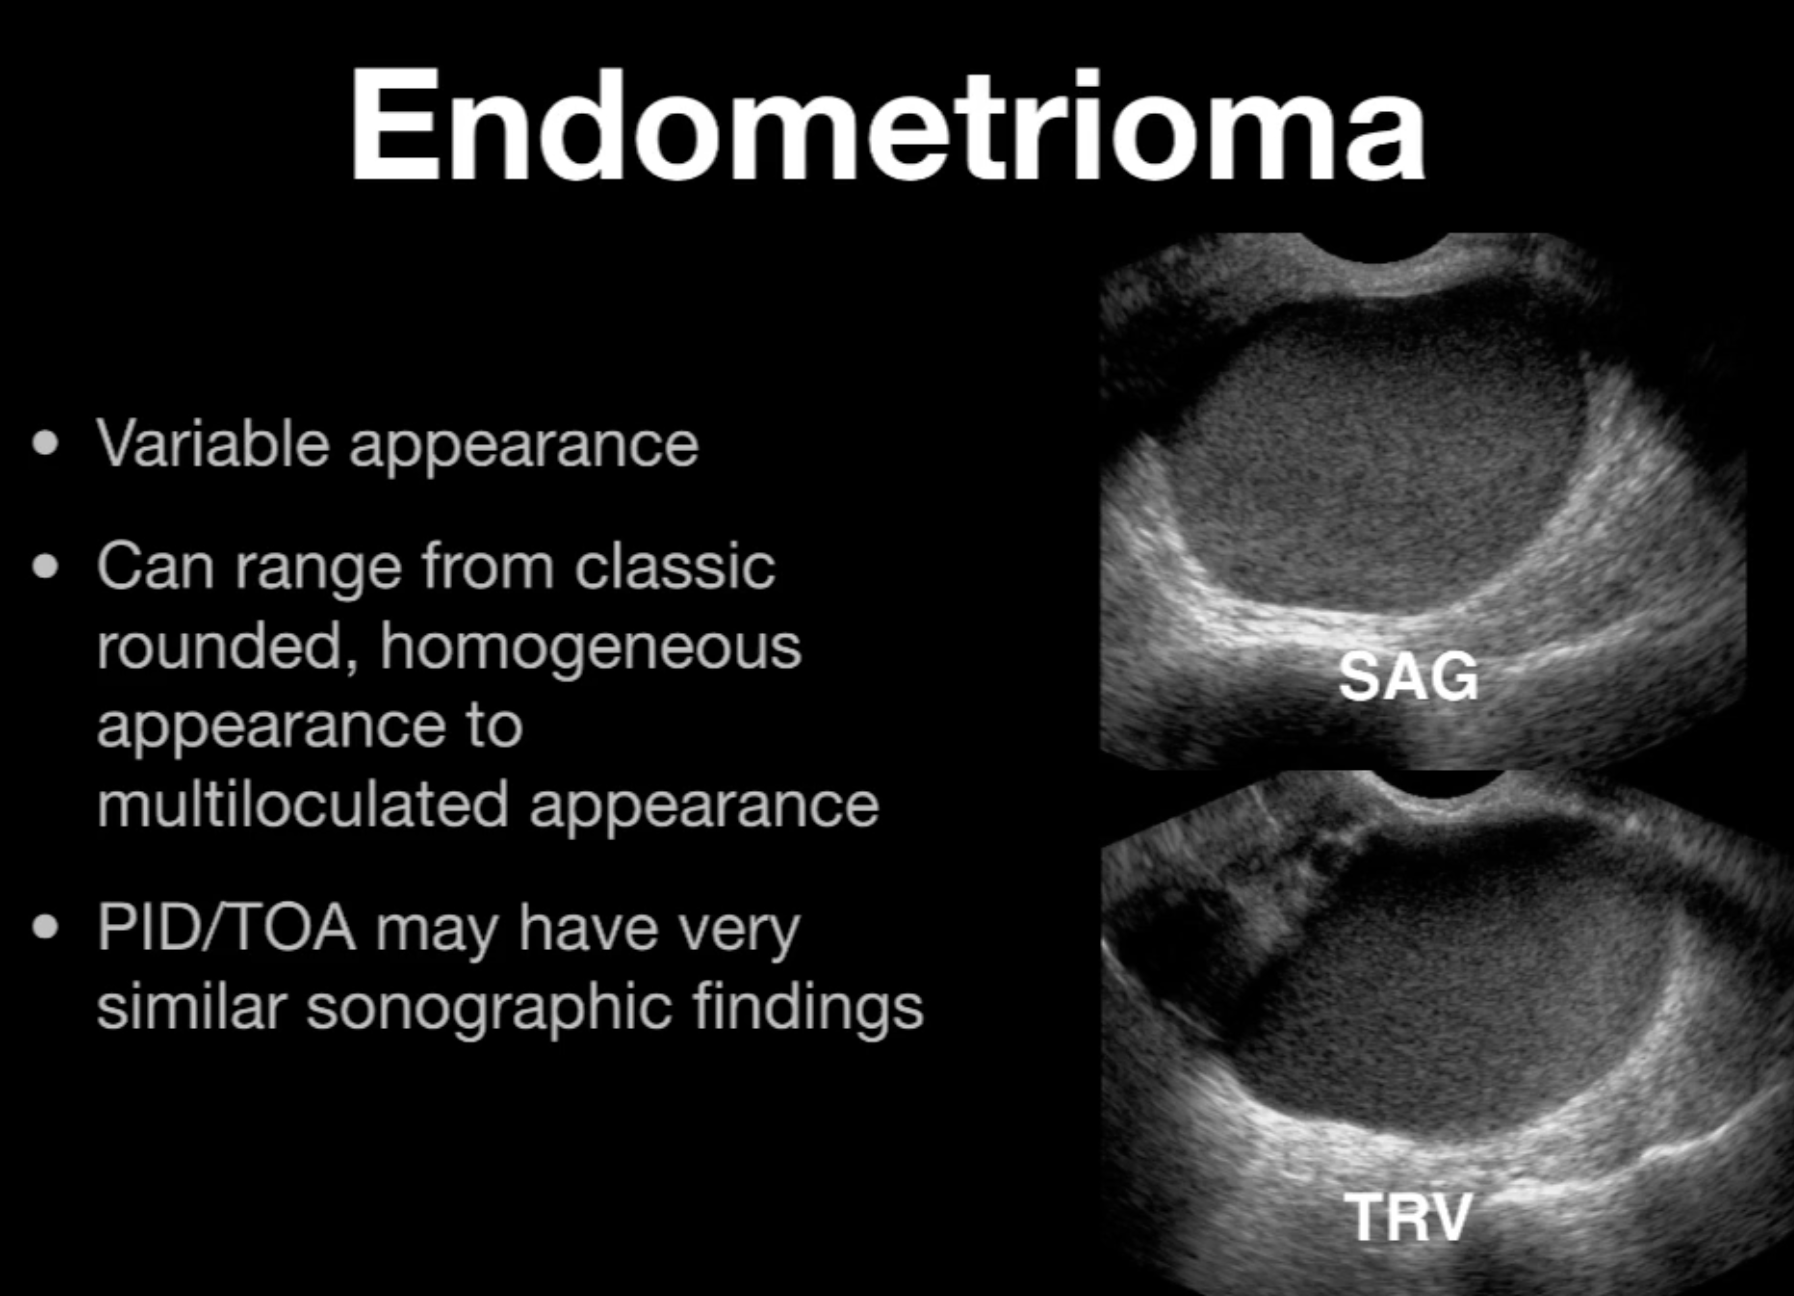 Endometrioma
• Variable appearance
• Can range from classic
rounded, homogeneous
appearance to
multiloculated appearance
• PID/TOA may have very
similar sonographic findings
SAG
TRV